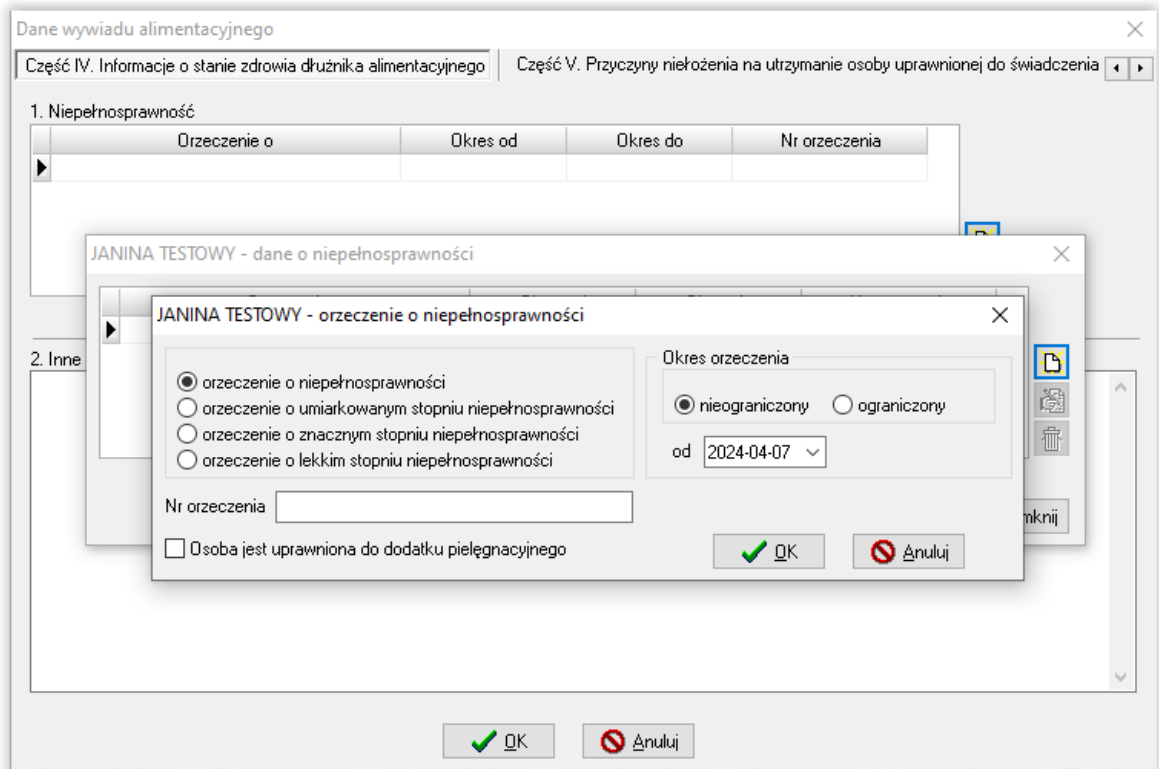 Dane wywiadu alimentacyjnego
Część IV. Informacje o stanie zdrowia dłużnika alimentacyjnego Część V. Przyczyny niełożenia na utrzymanie osoby uprawnionej do świadczenia
1. Niepełnosprawność
Orzeczenie o Okres od Okres do Nr orzeczenia
JANINA TESTOWY - dane o niepełnosprawności
JANINA TESTOWY - orzeczenie o niepełnosprawności
2. Inne
Okres orzeczenia
orzeczenie o niepełnosprawności
orzeczenie o umiarkowanym stopniu niepełnosprawności
orzeczenie o znacznym stopniu niepełnosprawności
orzeczenie o lekkim stopniu niepełnosprawności
nieograniczony ograniczony
od 2024-04-07
Nr orzeczenia
mknij
Osoba jest uprawniona do dodatku pielęgnacyjnego
OK Anuluj
OK Anuluj